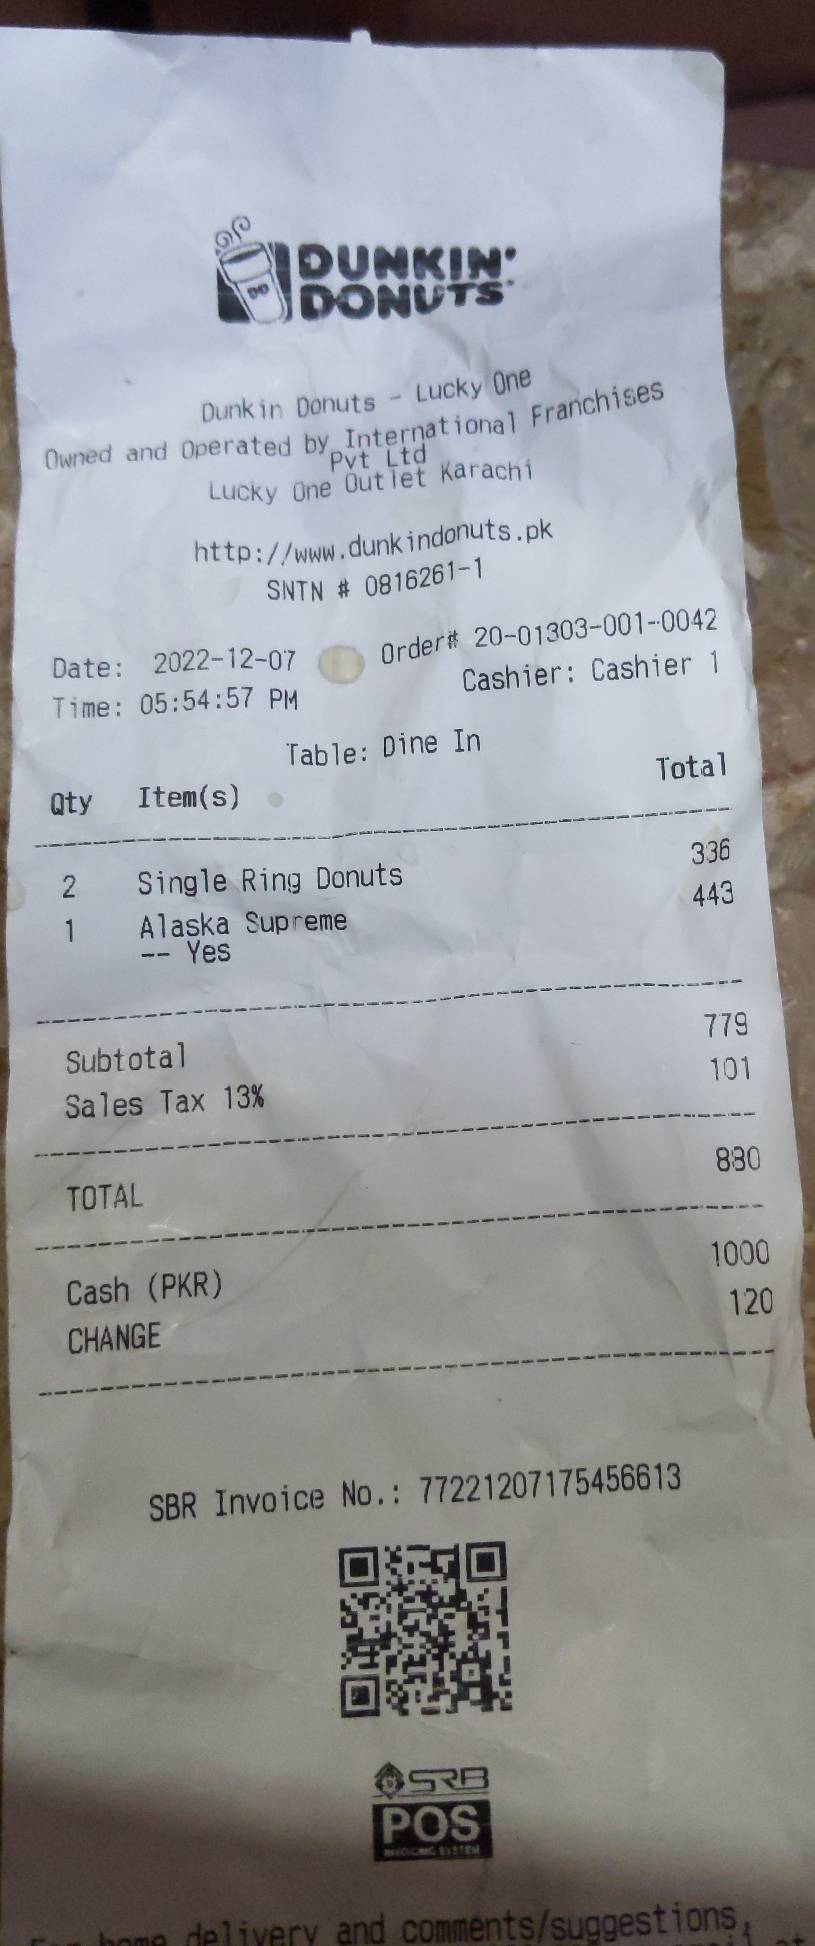 DUNKIN'
DONUTS
Dunkin Donuts - Lucky One
Owned and Operated by International Franchises
Pvt Ltd
Lucky One Outlet Karachi
http://www.dunkindonuts.pk
SNTN # 0816261-1
Date: 2022-12-07 Order# 20-01303-001-0042
Time: 05:54:57 PM Cashier: Cashier 1
Table: Dine In
Qty Item(s) Total
2 Single Ring Donuts 336
1 Alaska Supreme 443
-- Yes
Subtotal 779
Sales Tax 13% 101
TOTAL 880
Cash (PKR) 1000
CHANGE 120
SBR Invoice No.: 77221207175456613
SRB
POS
INVOICING SYSTEM
For home delivery and comments/suggestions,